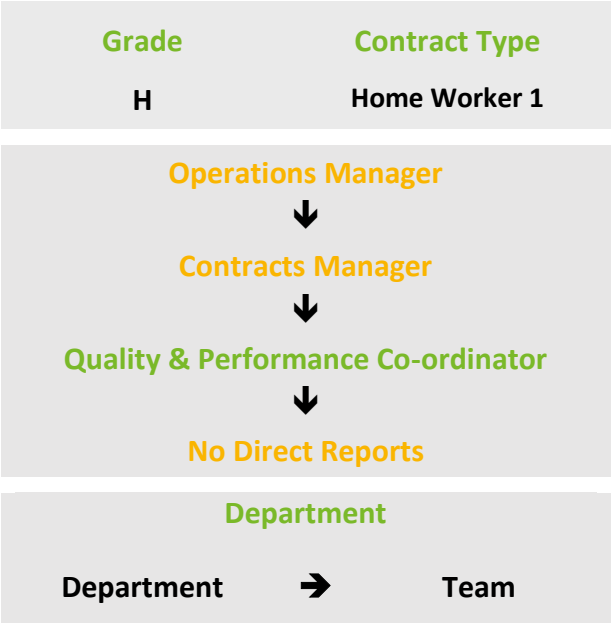 Grade Contract Type
H Home Worker 1
Operations Manager
↓
Contracts Manager
↓
Quality & Performance Co-ordinator
↓
No Direct Reports
Department
Department → Team